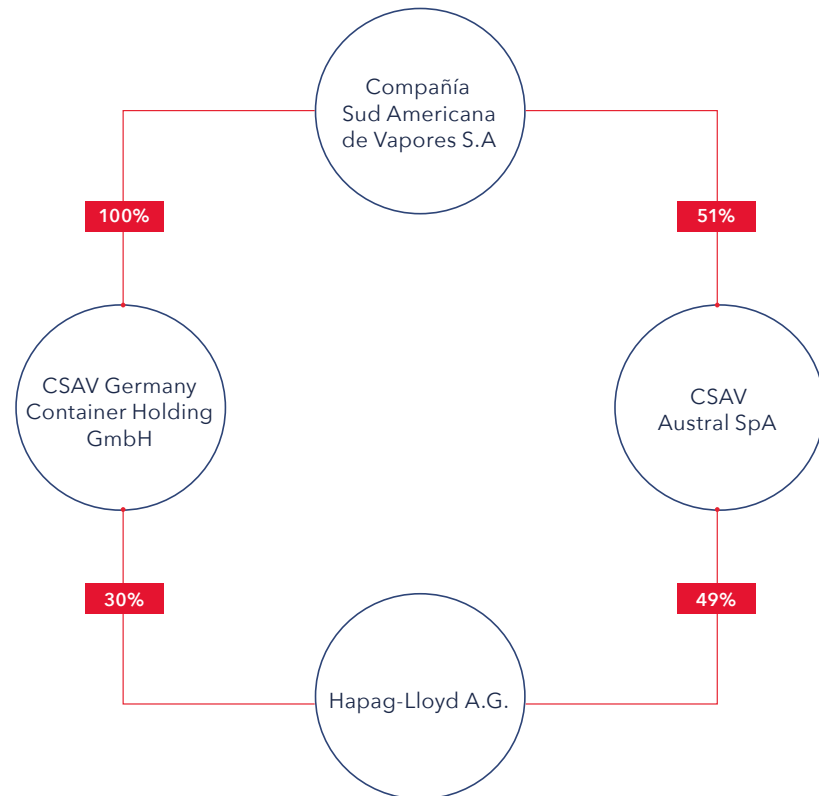 Compañía
Sud Americana
de Vapores S.A
100%
51%
CSAV Germany
Container Holding
GmbH
CSAV
Austral SpA
30%
49%
Hapag-Lloyd A.G.